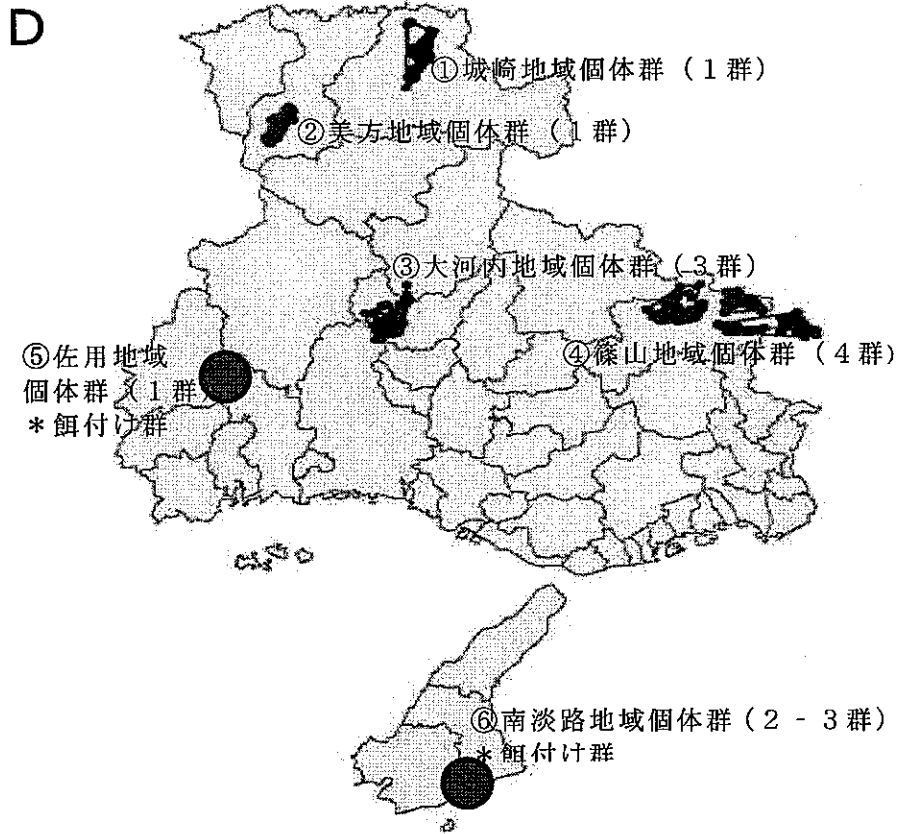 D
①城崎地域個体群（1群）
②美方地域個体群（1群）
③大河内地域個体群（3群）
④篠山地域個体群（4群）
⑤佐用地域
個体群（1群）
＊餌付け群
⑥南淡路地域個体群（2‐3群）
＊餌付け群